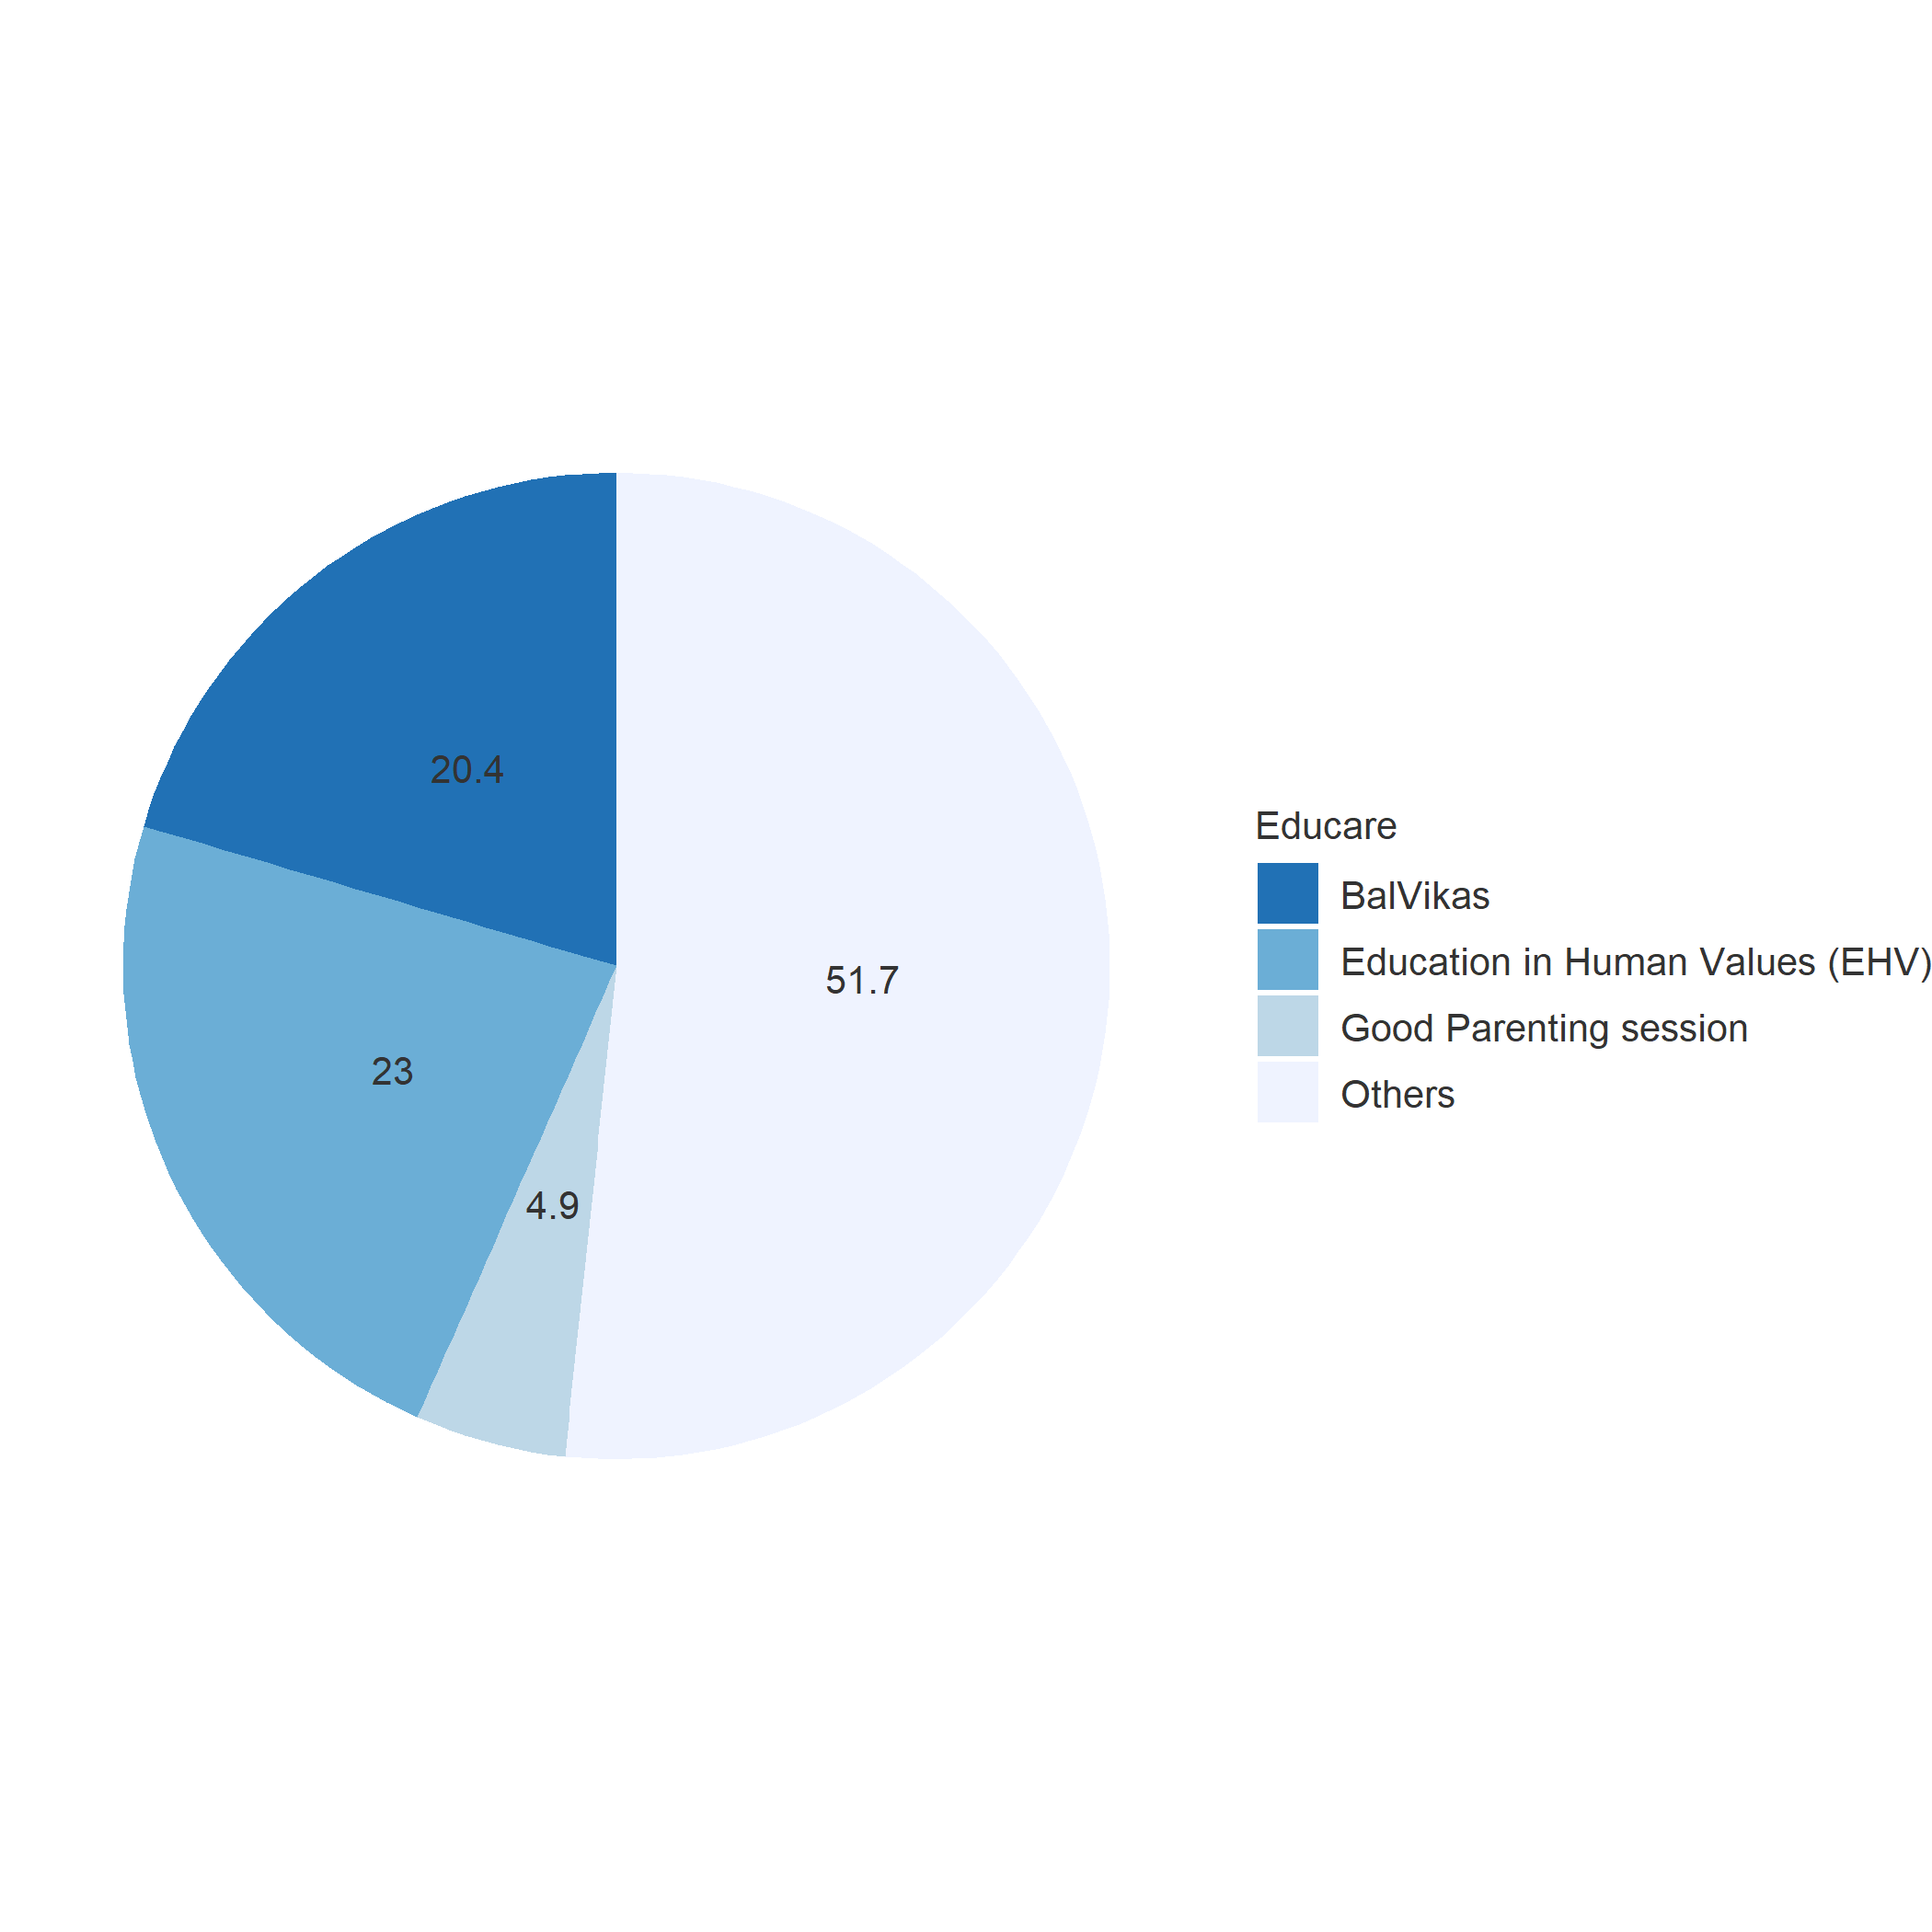 20.4
51.7
23
4.9
Educare
BalVikas
Education in Human Values (EHV)
Good Parenting session
Others